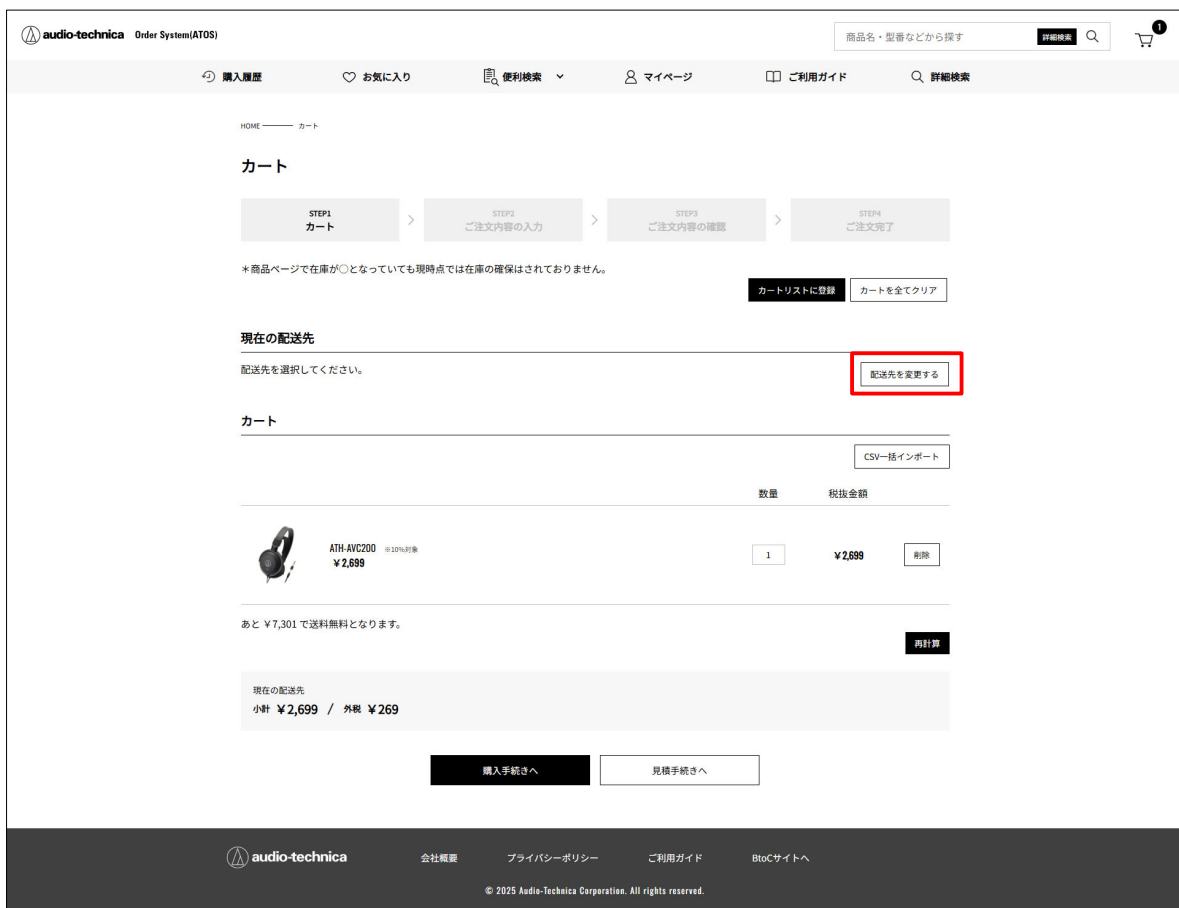 audio-technica Order System(ATOS)
商品名・型番などから探す 詳細検索
1
購入履歴 お気に入り 便利検索 マイページ ご利用ガイド 詳細検索
HOME カート
カート
STEP1
カート
STEP2
ご注文内容の入力
STEP3
ご注文内容の確認
STEP4
ご注文完了
＊商品ページで在庫が〇となっていても現時点では在庫の確保はされておりません。
カートリストに登録 カートを全てクリア
現在の配送先
配送先を選択してください。 配送先を変更する
カート
CSV一括インポート
数量 税抜金額
ATH-AVC200 ※10%対象
￥2,699
1 ￥2,699 削除
あと ￥7,301 で送料無料となります。
再計算
現在の配送先
小計 ￥2,699 / 外税 ￥269
購入手続きへ 見積手続きへ
audio-technica 会社概要 プライバシーポリシー ご利用ガイド BtoCサイトへ
© 2025 Audio-Technica Corporation. All rights reserved.